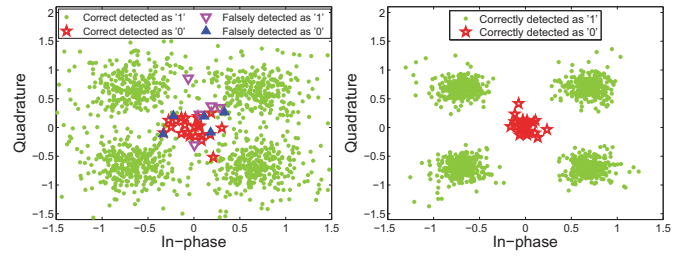 Correct detected as '1'
Falsely detected as '1'
Correct detected as '0'
Falsely detected as '0'
Quadrature
2
1.5
1
0.5
0
−0.5
−1
−1.5
−1.5 −1 −0.5 0 0.5 1 1.5
In−phase
Correctly detected as '1'
Correctly detected as '0'
Quadrature
2
1.5
1
0.5
0
−0.5
−1
−1.5
−1.5 −1 −0.5 0 0.5 1 1.5
In−phase